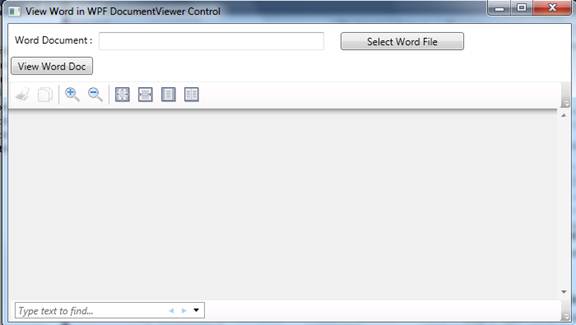 View Word in WPF DocumentViewer Control
Word Document :
Select Word File
View Word Doc
Type text to find...